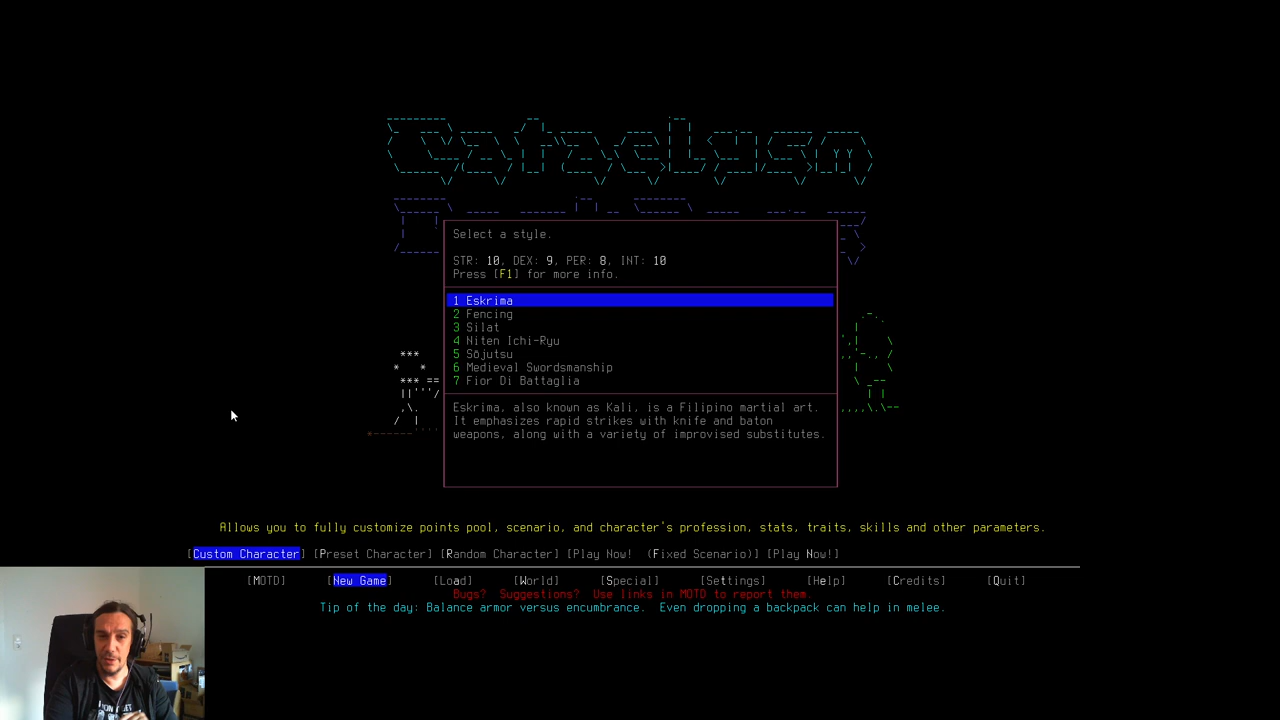 Cataclasm
Select a style.
STR: 10, DEX: 9, PER: 8, INT: 10
Press [F1] for more info.
1 Eskrima
2 Fencing
3 Silat
4 Niten Ichi-Ryu
5 Sōjutsu
6 Medieval Swordsmanship
7 Fior Di Battaglia
Eskrima, also known as Kali, is a Filipino martial art.
It emphasizes rapid strikes with knife and baton
weapons, along with a variety of improvised substitutes.
Allows you to fully customize points pool, scenario, and character's profession, stats, traits, skills and other parameters.
[Custom Character] [Preset Character] [Random Character] [Play Now! (Fixed Scenario)] [Play Now!]
[MOTD] [New Game] [Load] [World] [Special] [Settings] [Help] [Credits] [Quit]
Bugs? Suggestions? Use links in MOTD to report them.
Tip of the day: Balance armor versus encumbrance. Even dropping a backpack can help in melee.